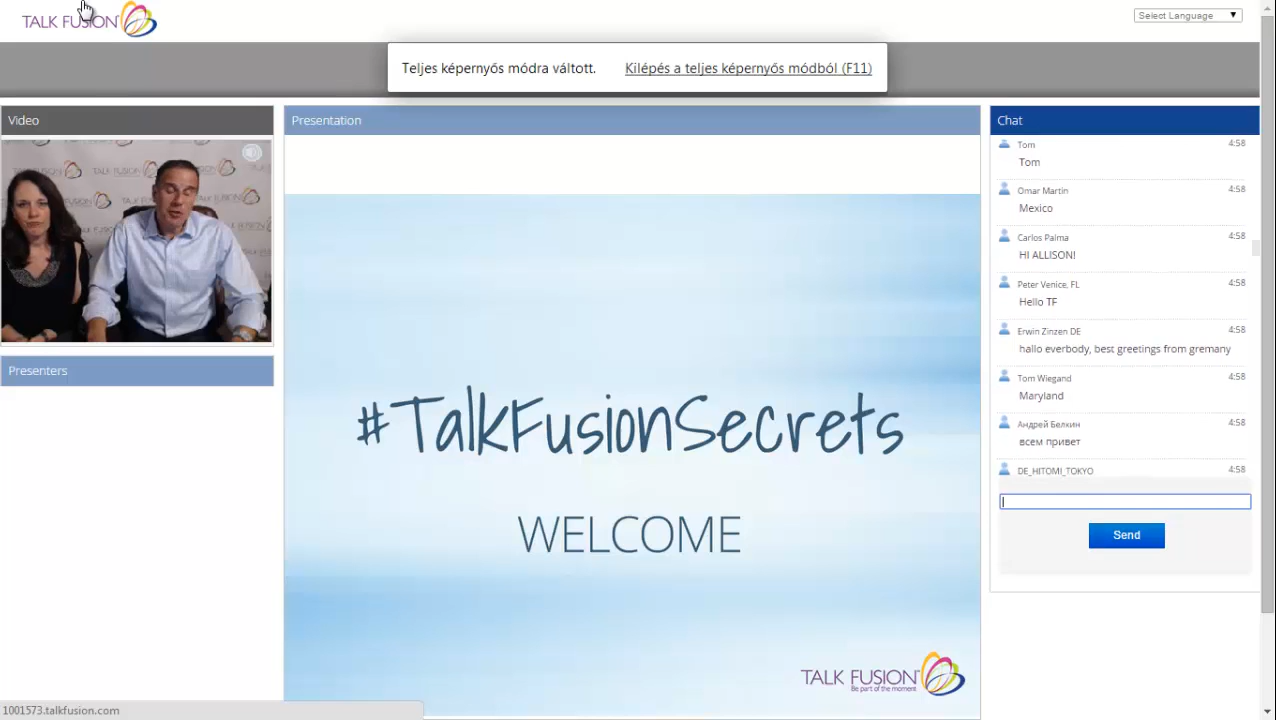 TALK FUSION
Select Language
Teljes képernyős módra váltott. Kilépés a teljes képernyős módból (F11)
Video
Presentation
Chat
Tom 4:58
Tom
Omar Martin 4:58
Mexico
Carlos Palma 4:58
HI ALLISON!
Peter Venice, FL 4:58
Hello TF
Erwin Zinzen DE 4:58
hallo everbody, best greetings from gremany
Tom Wiegand 4:58
Maryland
Андрей Белкин 4:58
всем привет
DE_HITOMI_TOKYO 4:58
Send
Presenters
#TalkFusionSecrets
WELCOME
TALK FUSION
Be part of the moment
1001573.talkfusion.com